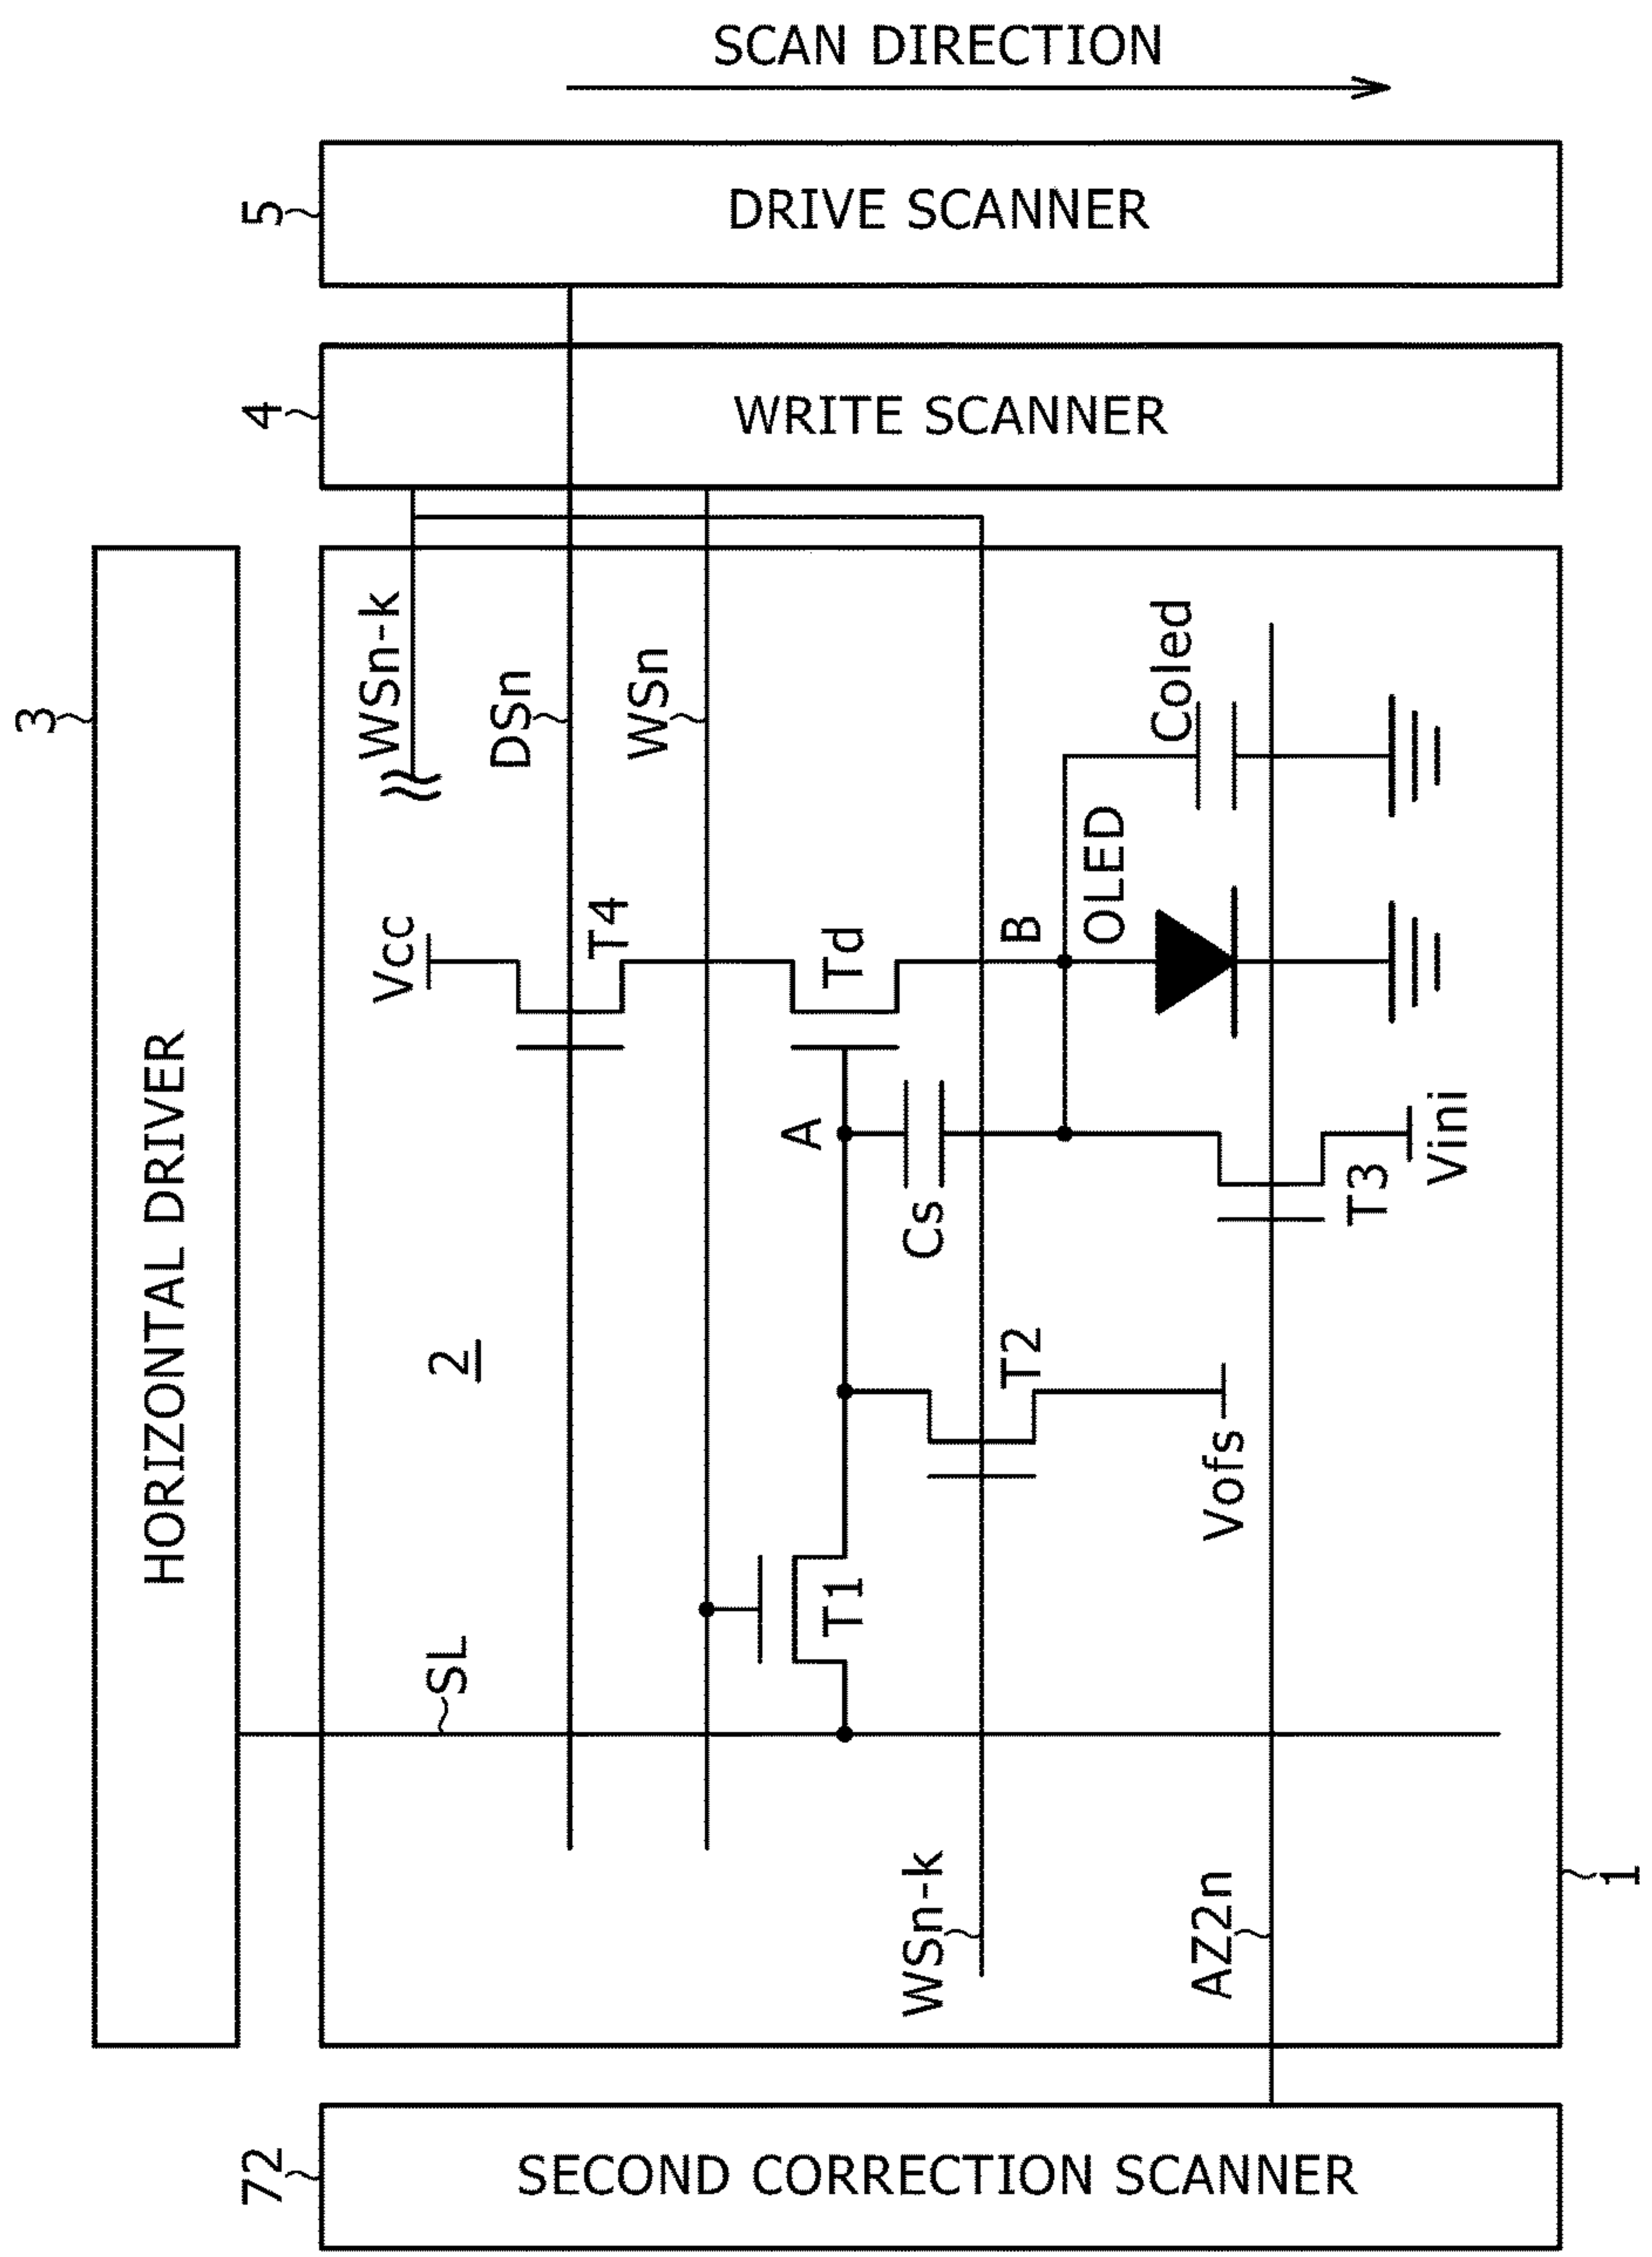 SCAN DIRECTION
5
DRIVE SCANNER
4
WRITE SCANNER
3
HORIZONTAL DRIVER
WSn-k
DSn
WSn
Vcc
T4
Td
B
OLED
Coled
A
Cs
T3
Vini
2
T2
Vofs
T1
SL
WSn-k
AZ2n
1
72
SECOND CORRECTION SCANNER